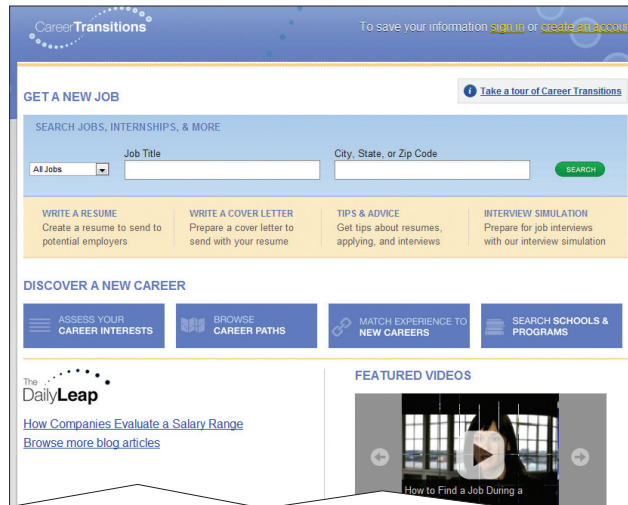 CareerTransitions
To save your information sign in or create an accoun
GET A NEW JOB
Take a tour of Career Transitions
SEARCH JOBS, INTERNSHIPS, & MORE
Job Title
City, State, or Zip Code
All Jobs
SEARCH
WRITE A RESUME
Create a resume to send to
potential employers
WRITE A COVER LETTER
Prepare a cover letter to
send with your resume
TIPS & ADVICE
Get tips about resumes,
applying, and interviews
INTERVIEW SIMULATION
Prepare for job interviews
with our interview simulation
DISCOVER A NEW CAREER
ASSESS YOUR
CAREER INTERESTS
BROWSE
CAREER PATHS
MATCH EXPERIENCE TO
NEW CAREERS
SEARCH SCHOOLS &
PROGRAMS
The
DailyLeap
How Companies Evaluate a Salary Range
Browse more blog articles
FEATURED VIDEOS
How to Find a Job During a